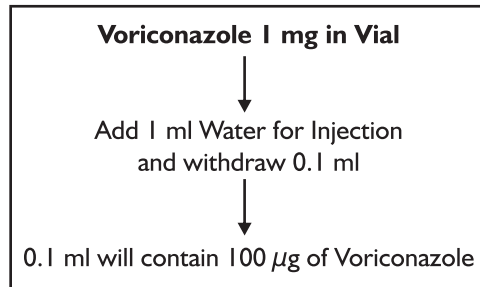 Voriconazole 1 mg in Vial
Add 1 ml Water for Injection
and withdraw 0.1 ml
0.1 ml will contain 100 μg of Voriconazole